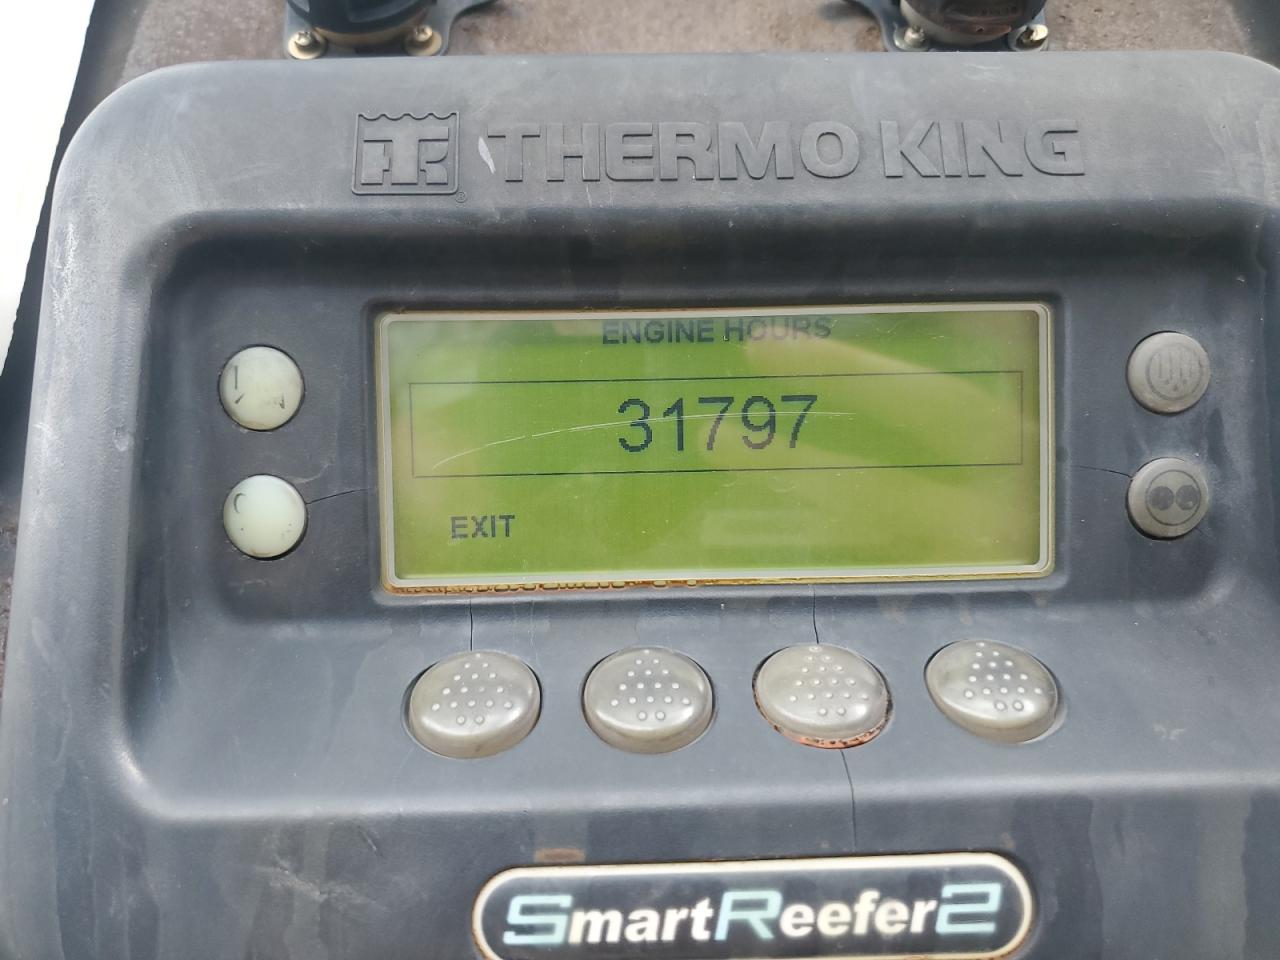 THERMO KING
ENGINE HOURS
31797
EXIT
SmartReefer2